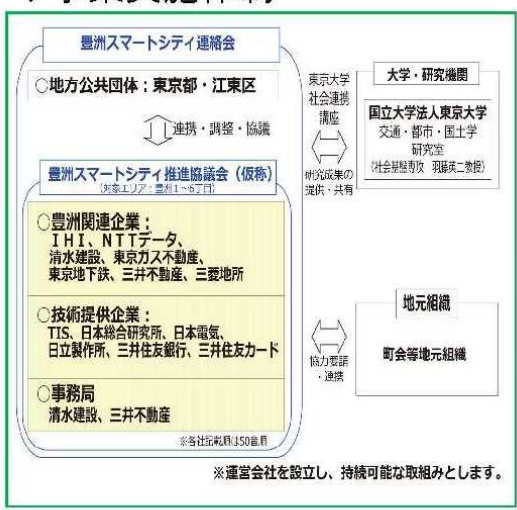 豊洲スマートシティ連絡会
○地方公共団体：東京都・江東区
連携・調整・協議
豊洲スマートシティ推進協議会（仮称）
（対象エリア：豊洲1～6丁目）
○豊洲関連企業：
ＩＨＩ、ＮＴＴデータ、
清水建設、東京ガス不動産、
東京地下鉄、三井不動産、三菱地所
○技術提供企業：
TIS、日本総合研究所、日本電気、
日立製作所、三井住友銀行、三井住友カード
○事務局
清水建設、三井不動産
※各社記載順は50音順
東京大学
社会連携
講座
研究成果の
提供・共有
大学・研究機関
国立大学法人東京大学
交通・都市・国土学
研究室
（社会基盤専攻　羽藤英二教授）
協力要請
・連携
地元組織
町会等地元組織
※運営会社を設立し、持続可能な取組みとします。